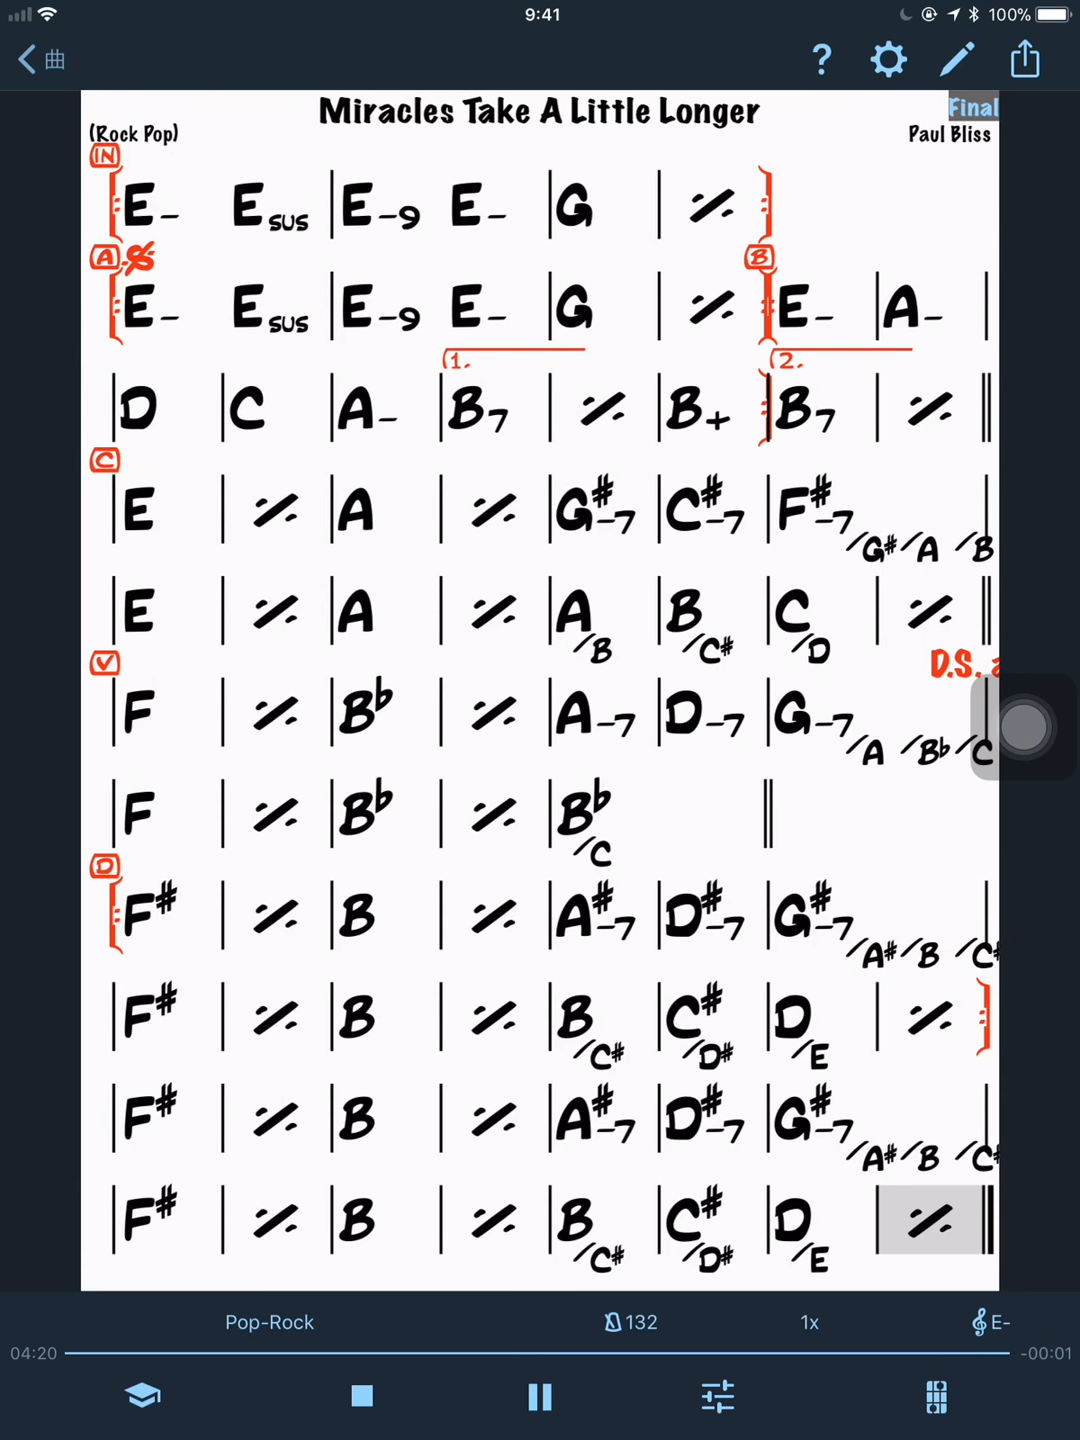 9:41
100%
曲
?
Miracles Take A Little Longer
Final
(Rock Pop)
Paul Bliss
IN
E- Esus E-9 E- G
A B
E- Esus E-9 E- G E- A-
1. 2.
D C A- B7 B+ B7
C
E A G#-7 C#-7 F#-7 /G# /A /B
E A A/B B/C# C/D
V
D.S.
F Bb A-7 D-7 G-7 /A /Bb /C
F Bb Bb/C
D
F# B A#-7 D#-7 G#-7 /A# /B /C#
F# B B/C# C#/D# D/E
F# B A#-7 D#-7 G#-7 /A# /B /C#
F# B B/C# C#/D# D/E
Pop-Rock 132 1x E-
04:20 -00:01